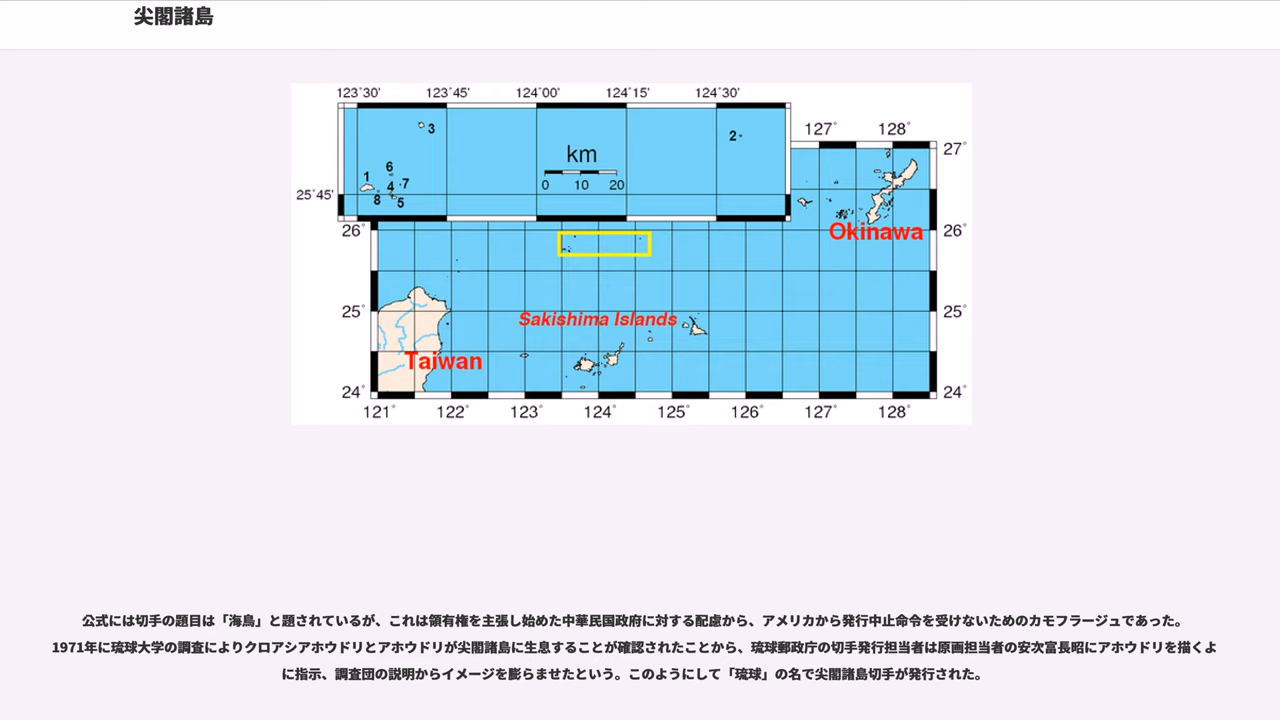 尖閣諸島
123°30' 123°45' 124°00' 124°15' 124°30'
127° 128°
3
2
km
27°
6
1
4 7
0 10 20
8 5
25°45'
26°
Okinawa
26°
25°
Sakishima Islands
25°
Taiwan
24°
24°
121° 122° 123° 124° 125° 126° 127° 128°
公式には切手の題目は「海鳥」と題されているが、これは領有権を主張し始めた中華民国政府に対する配慮から、アメリカから発行中止命令を受けないためのカモフラージュであった。
1971年に琉球大学の調査によりクロアシアホウドリとアホウドリが尖閣諸島に生息することが確認されたことから、琉球郵政庁の切手発行担当者は原画担当者の安次富長昭にアホウドリを描くよ
に指示、調査団の説明からイメージを膨らませたという。このようにして「琉球」の名で尖閣諸島切手が発行された。